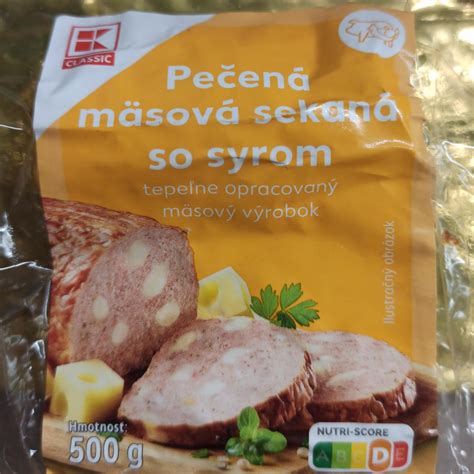 K
CLASSIC
Pečená
mäsová sekaná
so syrom
tepelne opracovaný
mäsový výrobok
Ilustračný obrázok
Hmotnosť:
500 g
NUTRI-SCORE
A B C D E